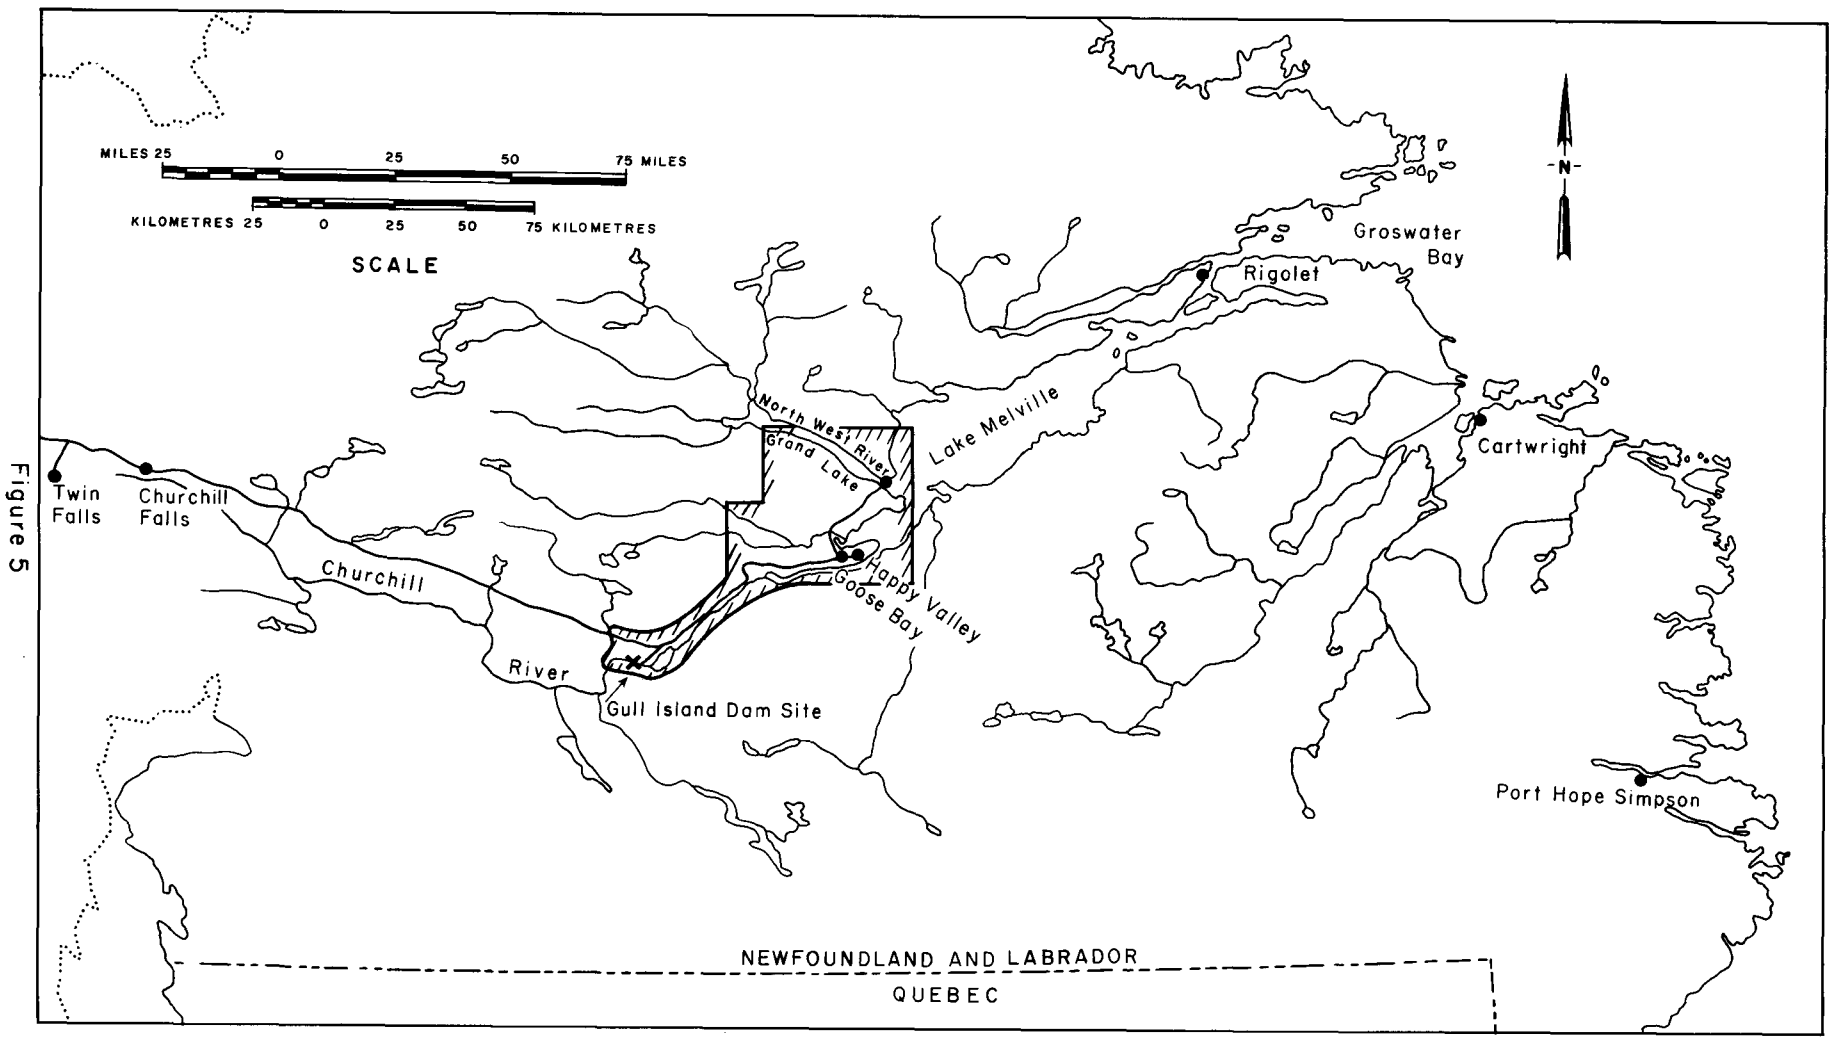 MILES 25 0 25 50 75 MILES
KILOMETRES 25 0 25 50 75 KILOMETRES
SCALE
-N-
Groswater
Bay
Rigolet
North West River
Grand Lake
Lake Melville
Cartwright
Twin
Falls
Churchill
Falls
Churchill
River
Happy Valley
Goose Bay
Gull Island Dam Site
Port Hope Simpson
NEWFOUNDLAND AND LABRADOR
QUEBEC
Figure 5